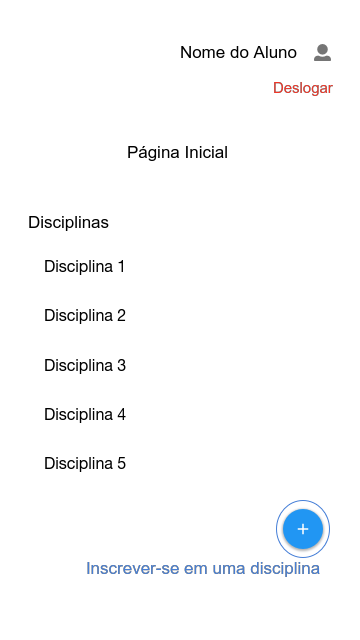 Nome do Aluno
Deslogar
Página Inicial
Disciplinas
Disciplina 1
Disciplina 2
Disciplina 3
Disciplina 4
Disciplina 5
+
Inscrever-se em uma disciplina